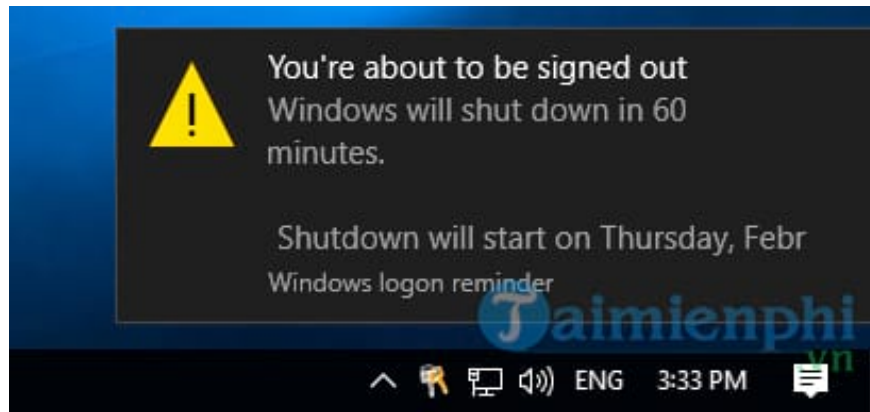 You're about to be signed out
Windows will shut down in 60
minutes.
Shutdown will start on Thursday, Febr
Windows logon reminder
Taimienphi
.vn
ENG 3:33 PM